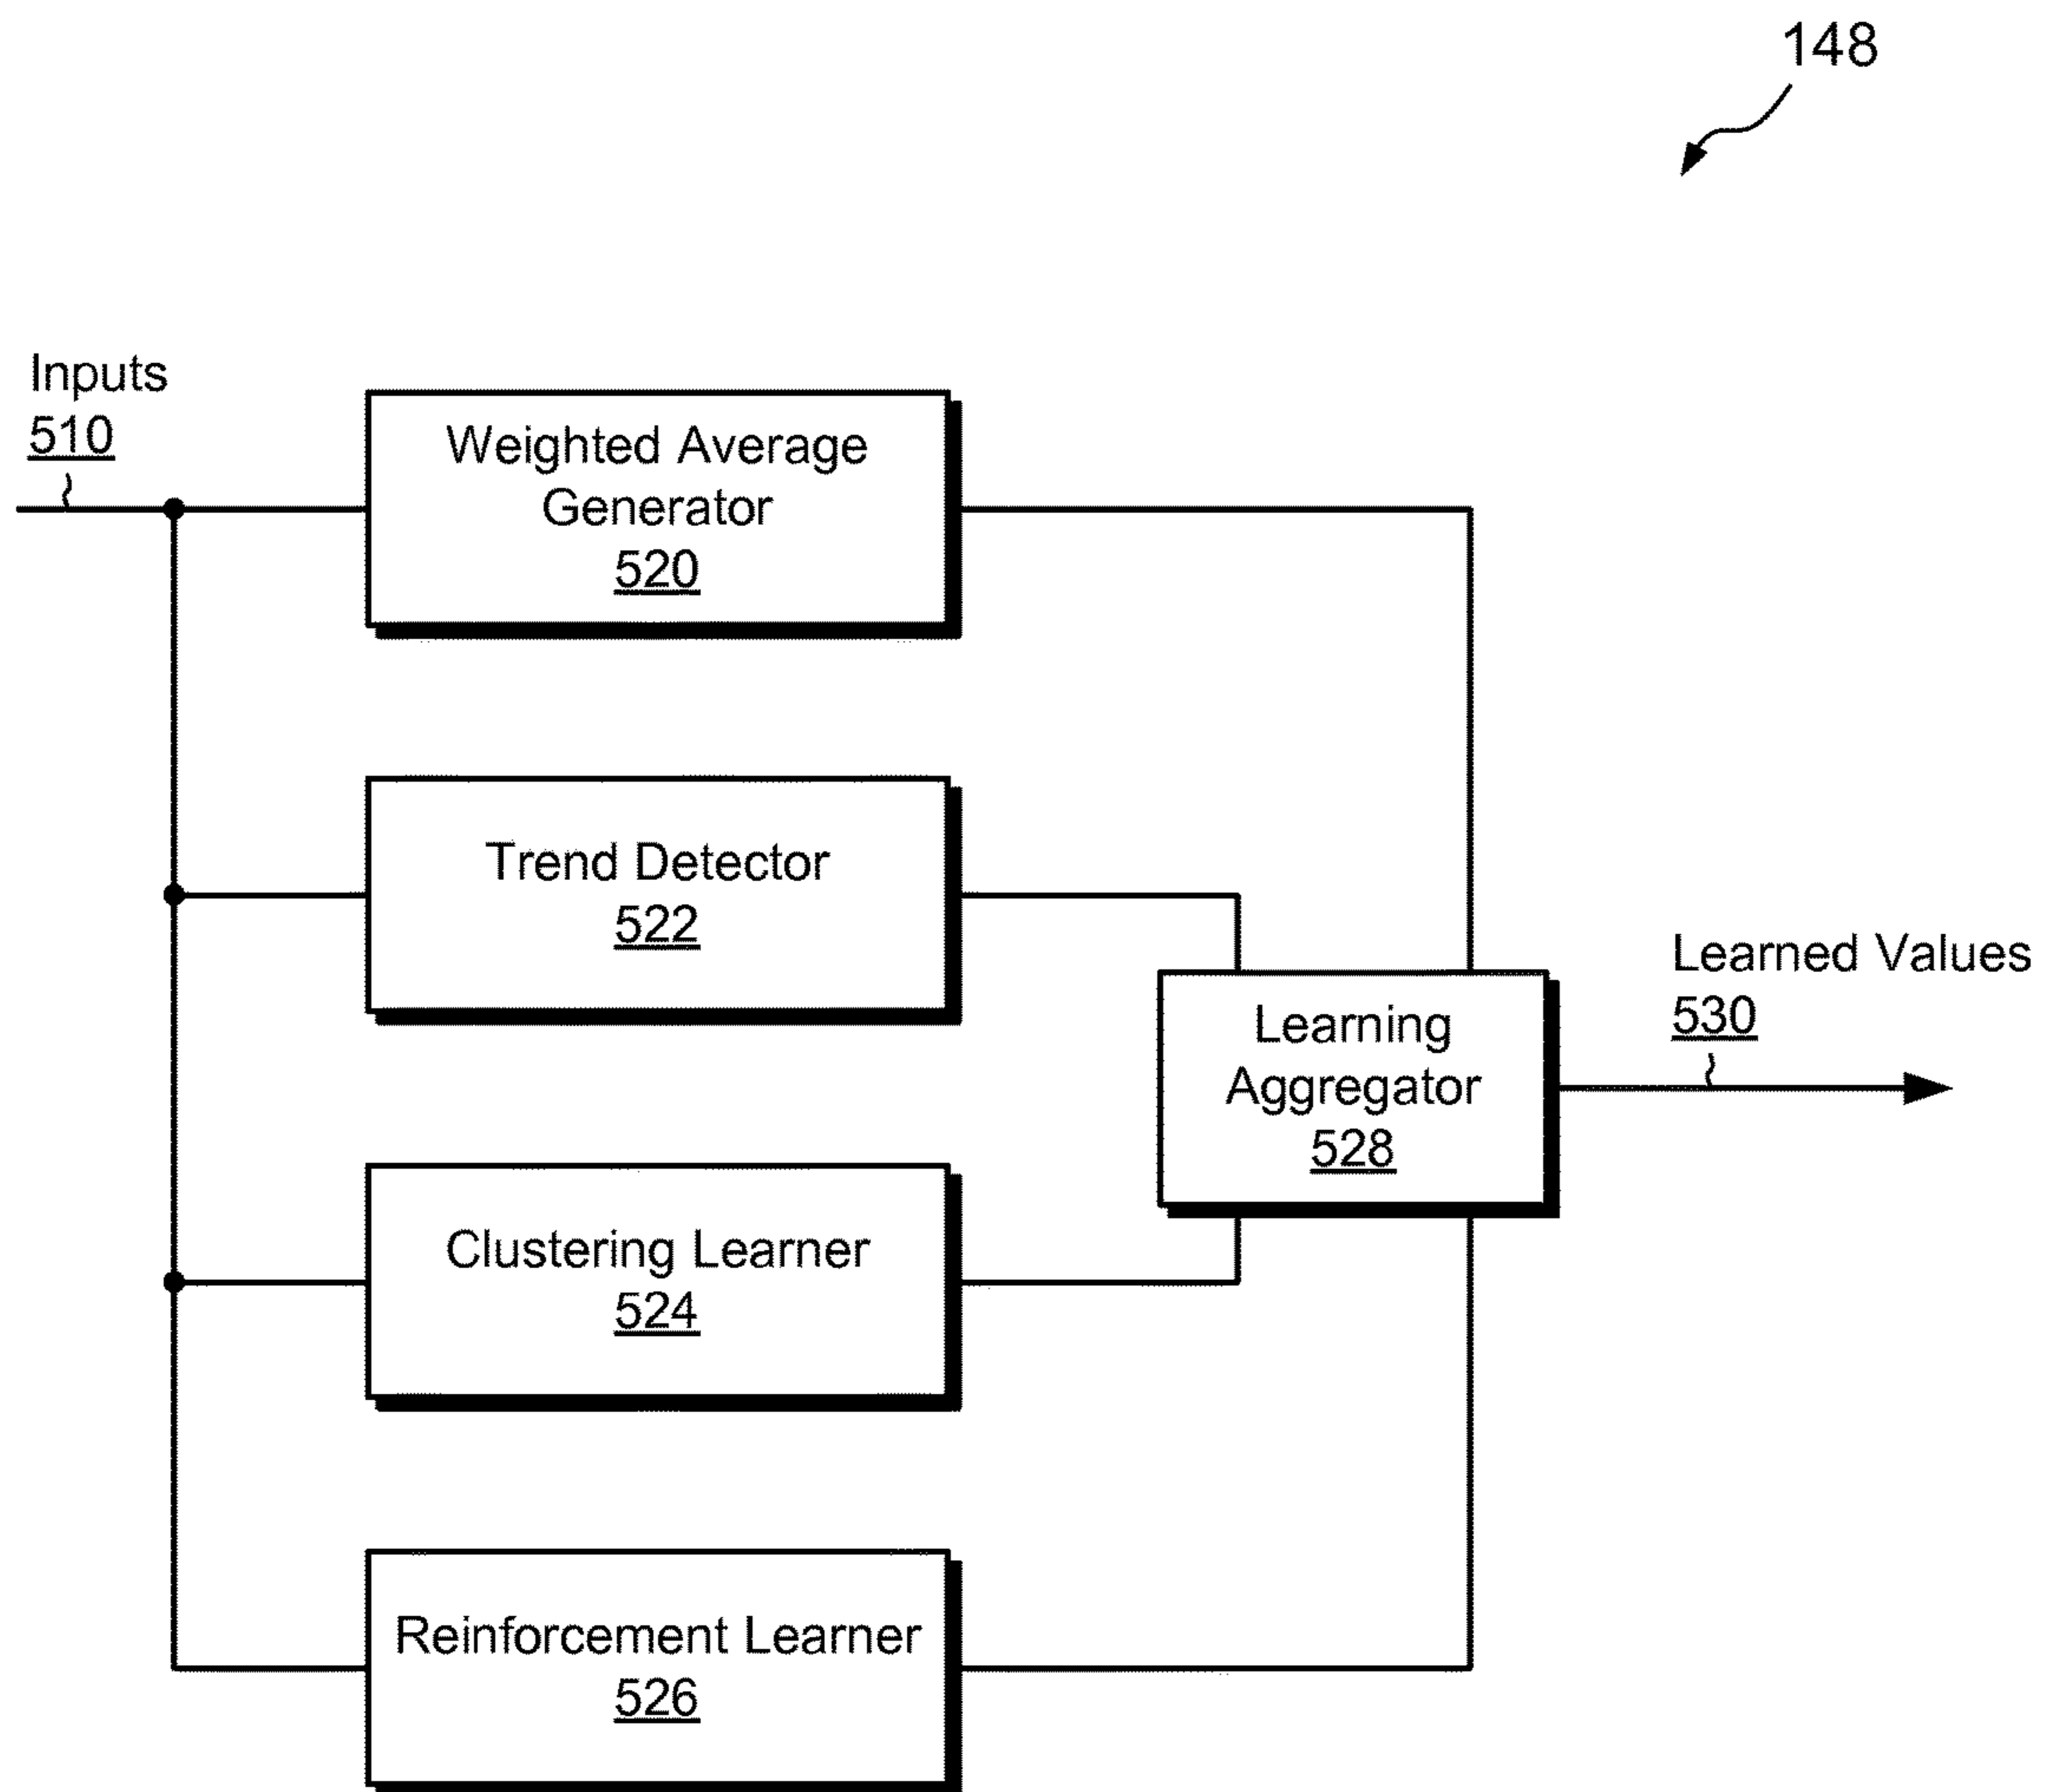 148
Inputs
510
Weighted Average
Generator
520
Trend Detector
522
Learned Values
530
Learning
Aggregator
528
Clustering Learner
524
Reinforcement Learner
526